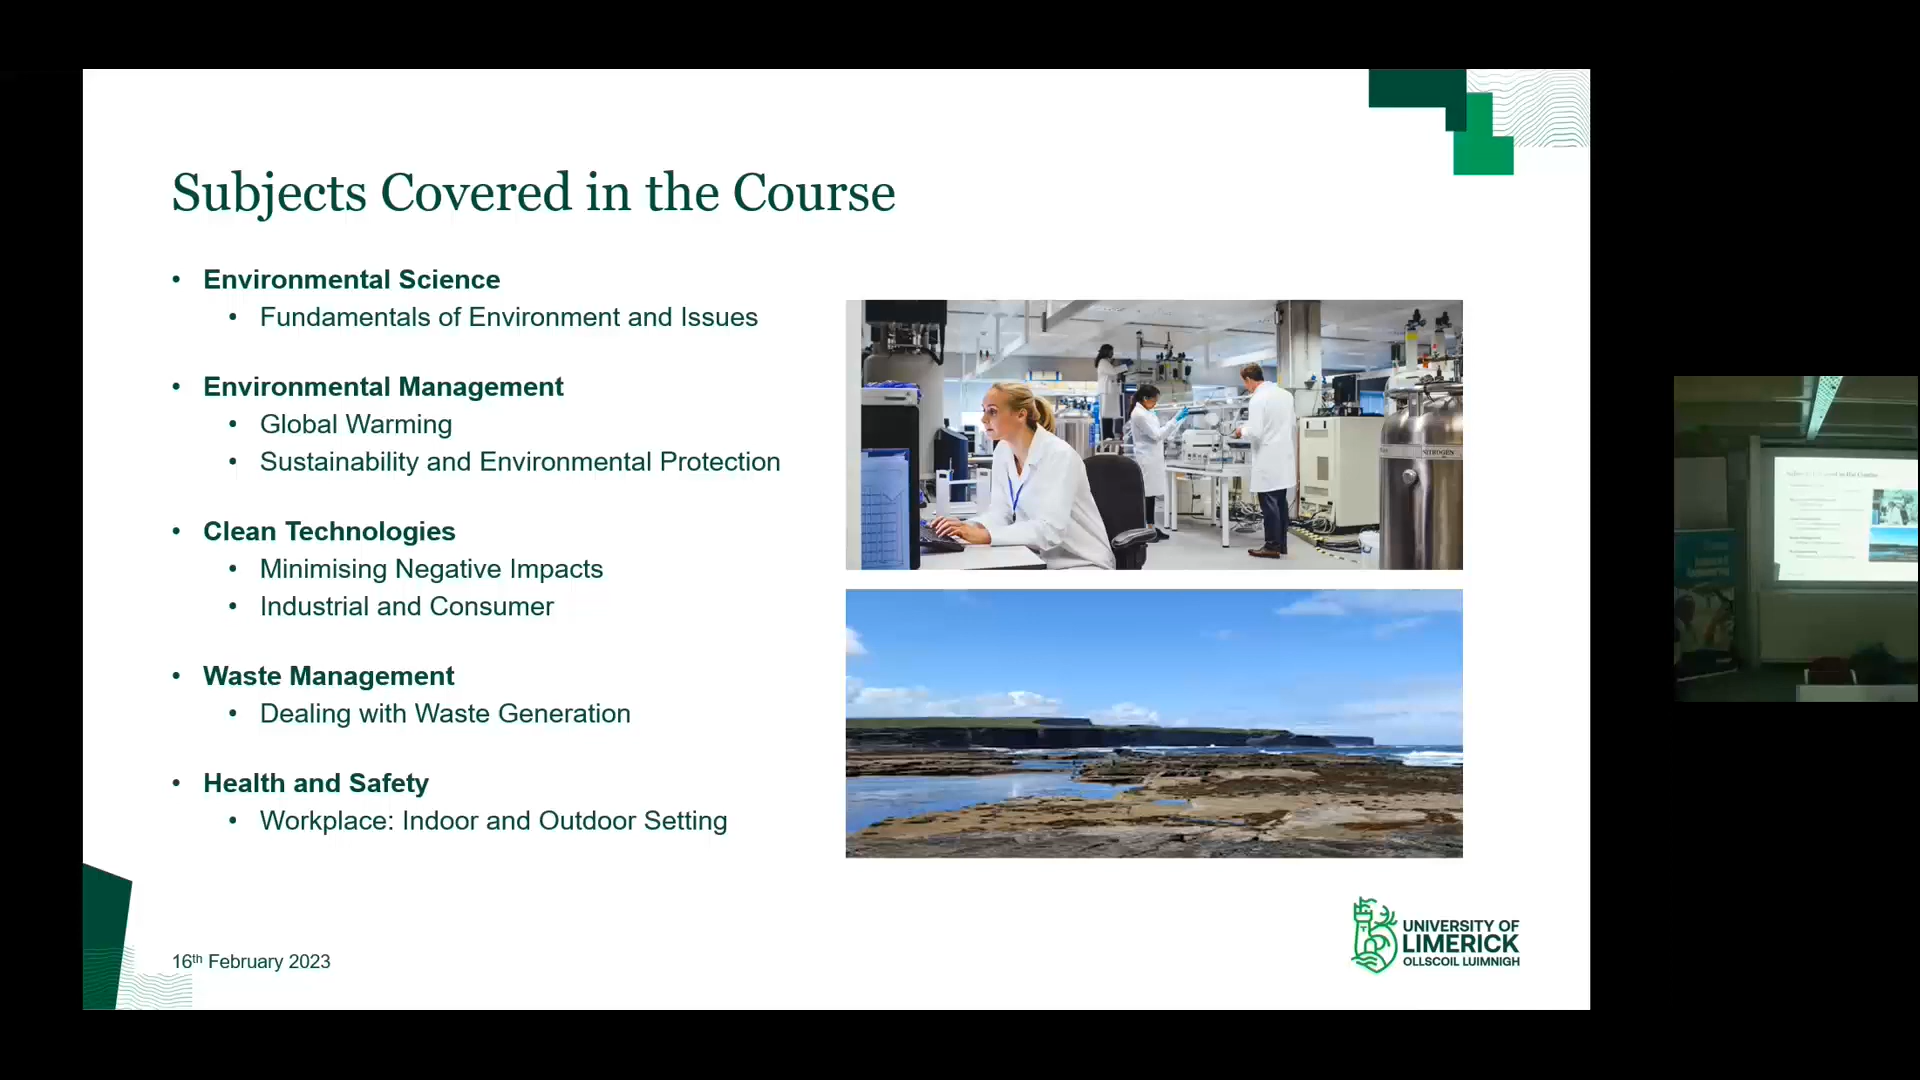 Subjects Covered in the Course
• Environmental Science
• Fundamentals of Environment and Issues
• Environmental Management
• Global Warming
• Sustainability and Environmental Protection
• Clean Technologies
• Minimising Negative Impacts
• Industrial and Consumer
• Waste Management
• Dealing with Waste Generation
• Health and Safety
• Workplace: Indoor and Outdoor Setting
NITROGEN
16th February 2023
UNIVERSITY OF
LIMERICK
OLLSCOIL LUIMNIGH